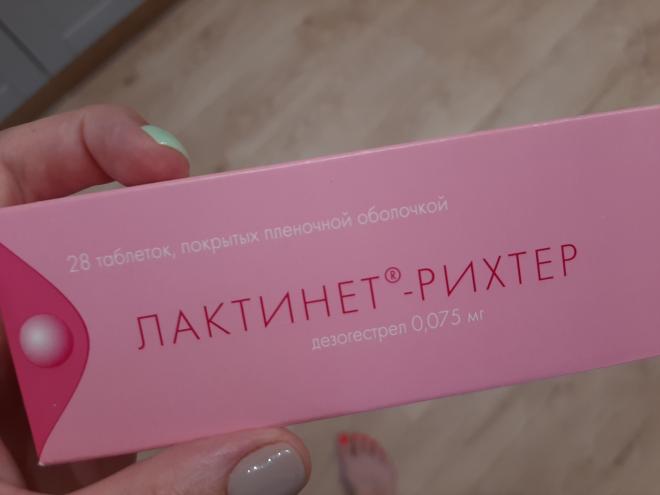 28 таблеток, покрытых пленочной оболочкой
ЛАКТИНЕТ®-РИХТЕР
дезогестрел 0,075 мг